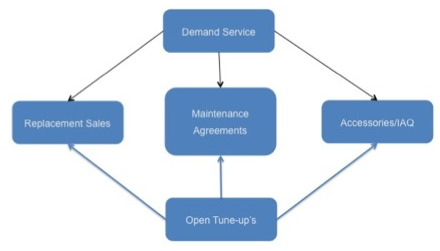 Demand Service
Replacement Sales
Maintenance
Agreements
Accessories/IAQ
Open Tune-up's